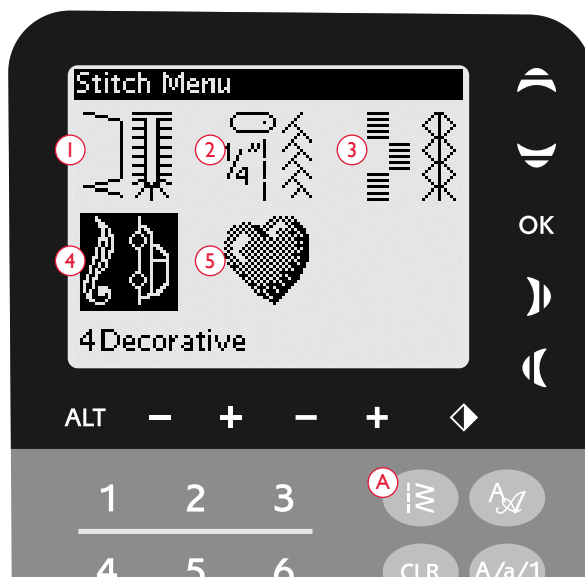 Stitch Menu
1 2 1/4" 3
4 5
4 Decorative
OK
ALT − + − +
A
1 2 3
A A
4 5 6
CLR A/a/1